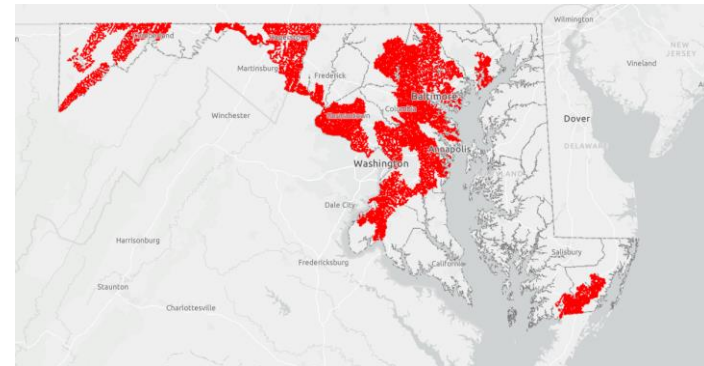 Wilmington
NEW
JERSEY
Martinsburg
Frederick
Vineland
Baltimore
Columbia
Winchester
Germantown
Dover
Annapolis
DELAWARE
Washington
Dale City
Salisbury
Harrisonburg
Fredericksburg
California
Staunton
Charlottesville